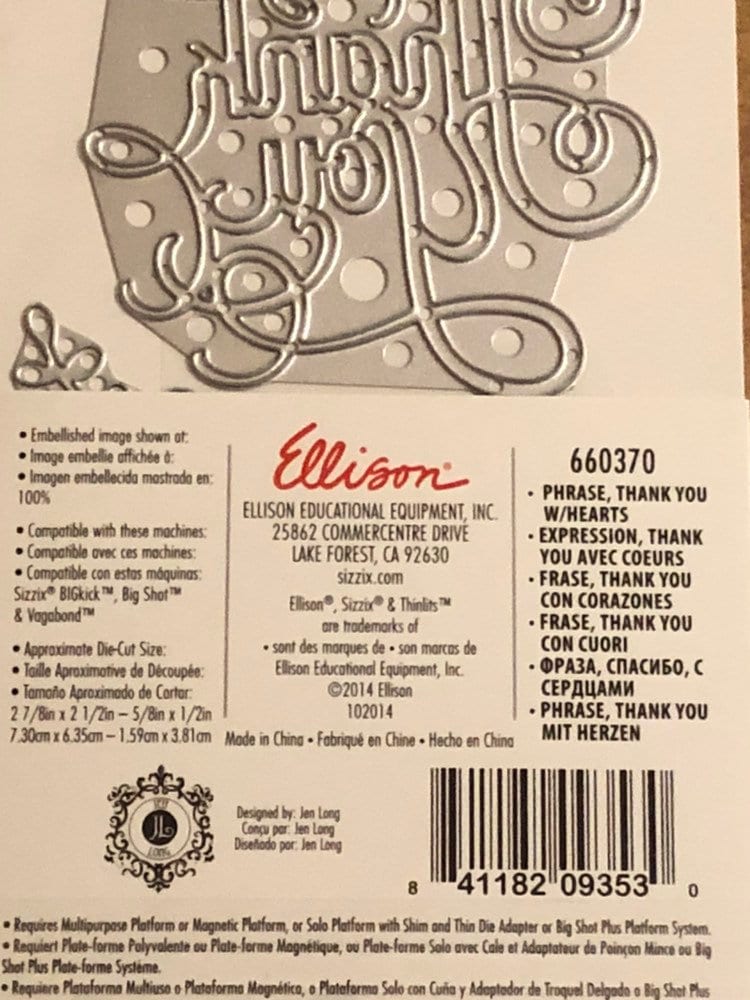 Thank
You
• Embellished image shown at:
• Image embellie affichée à:
• Imagen embellecida mostrada en:
100%
• Compatible with these machines:
• Compatible avec ces machines:
• Compatible con estas máquinas:
Sizzix® BIGkick™, Big Shot™
& Vagabond™
• Approximate Die-Cut Size:
• Taille Aproximative de Découpée:
• Tamaño Aproximado de Cortar:
2 7/8in x 2 1/2in – 5/8in x 1/2in
7.30cm x 6.35cm – 1.59cm x 3.81cm
Ellison®
ELLISON EDUCATIONAL EQUIPMENT, INC.
25862 COMMERCENTRE DRIVE
LAKE FOREST, CA 92630
sizzix.com
Ellison®, Sizzix® & Thinlits™
are trademarks of
• sont des marques de • son marcas de
Ellison Educational Equipment, Inc.
©2014 Ellison
102014
Made in China • Fabriqué en Chine • Hecho en China
660370
• PHRASE, THANK YOU
W/HEARTS
• EXPRESSION, THANK
YOU AVEC COEURS
• FRASE, THANK YOU
CON CORAZONES
• FRASE, THANK YOU
CON CUORI
• ФРАЗА, СПАСИБО, С
СЕРДЦАМИ
• PHRASE, THANK YOU
MIT HERZEN
JL
Designed by: Jen Long
Conçu par: Jen Long
Diseñado por: Jen Long
8 41182 09353 0
• Requires Multipurpose Platform or Magnetic Platform, or Solo Platform with Shim and Thin Die Adapter or Big Shot Plus Platform System.
• Requiert Plate-forme Polyvalente ou Plate-forme Magnétique, ou Plate-forme Solo avec Cale et Adaptateur de Poinçon Mince ou Big
Shot Plus Plate-forme Système.
• Requiere Plataforma Multiuso o Plataforma Magnética, o Plataforma Solo con Cuña y Adaptador de Troquel Delgado o Big Shot Plus